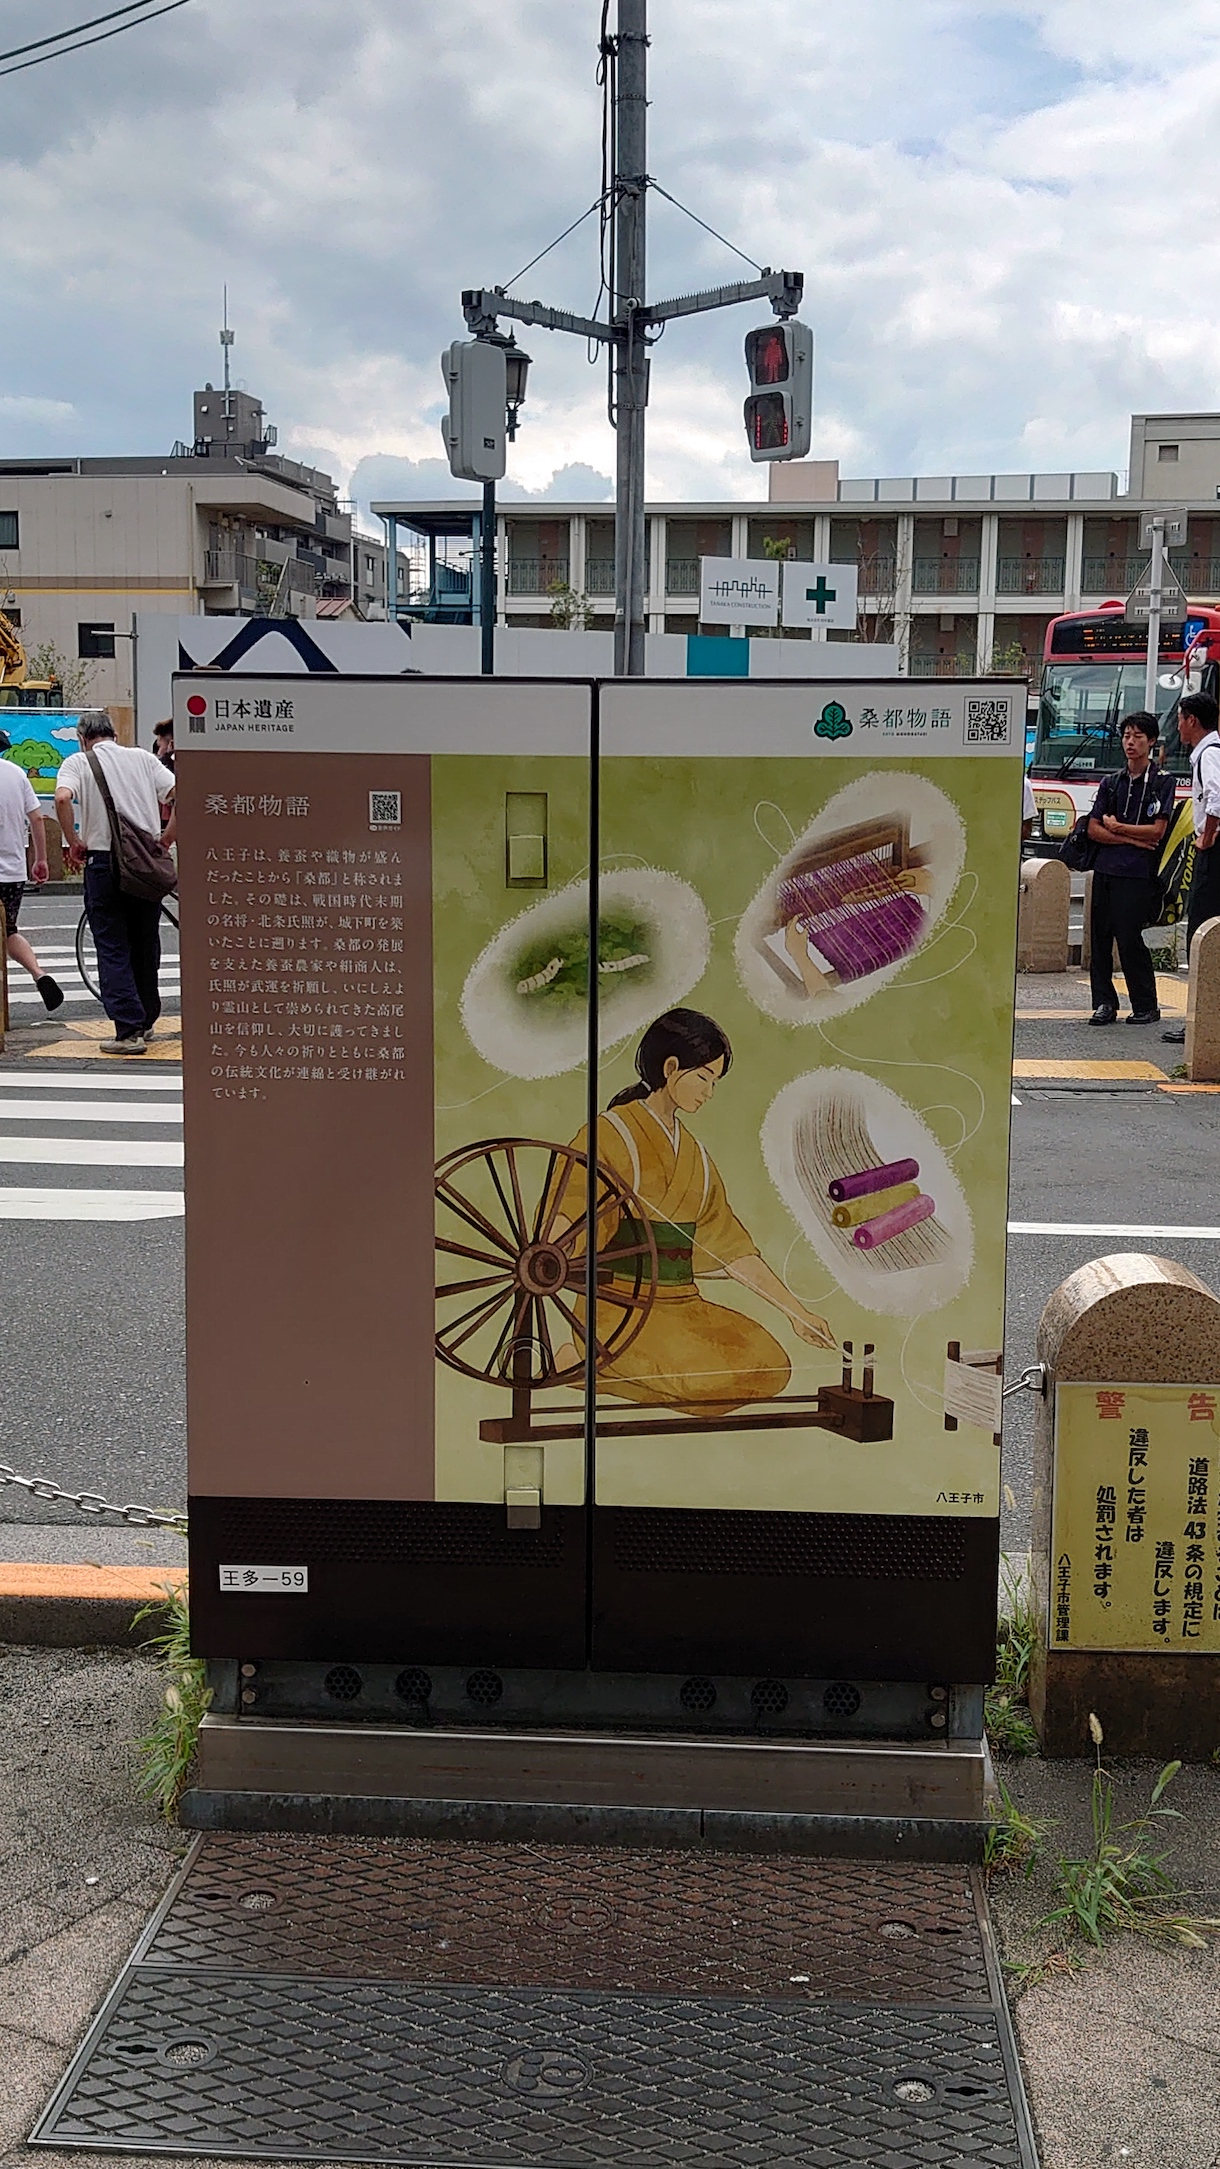 TANAKA CONSTRUCTION
日本遺産
JAPAN HERITAGE
桑都物語
桑都物語
八王子は、養蚕や織物が盛ん
だったことから「桑都」と称されま
した。その礎は、戦国時代末期
の名将・北条氏照が、城下町を築
いたことに遡ります。桑都の発展
を支えた養蚕農家や絹商人は、
氏照が武運を祈願し、いにしえよ
り霊山として崇められてきた高尾
山を信仰し、大切に護ってきまし
た。今も人々の祈りとともに桑都
の伝統文化が連綿と受け継がれ
ています。
八王子市
王多－59
警告
道路法43条の規定に
違反します。
違反した者は
処罰されます。
八王子市管理課